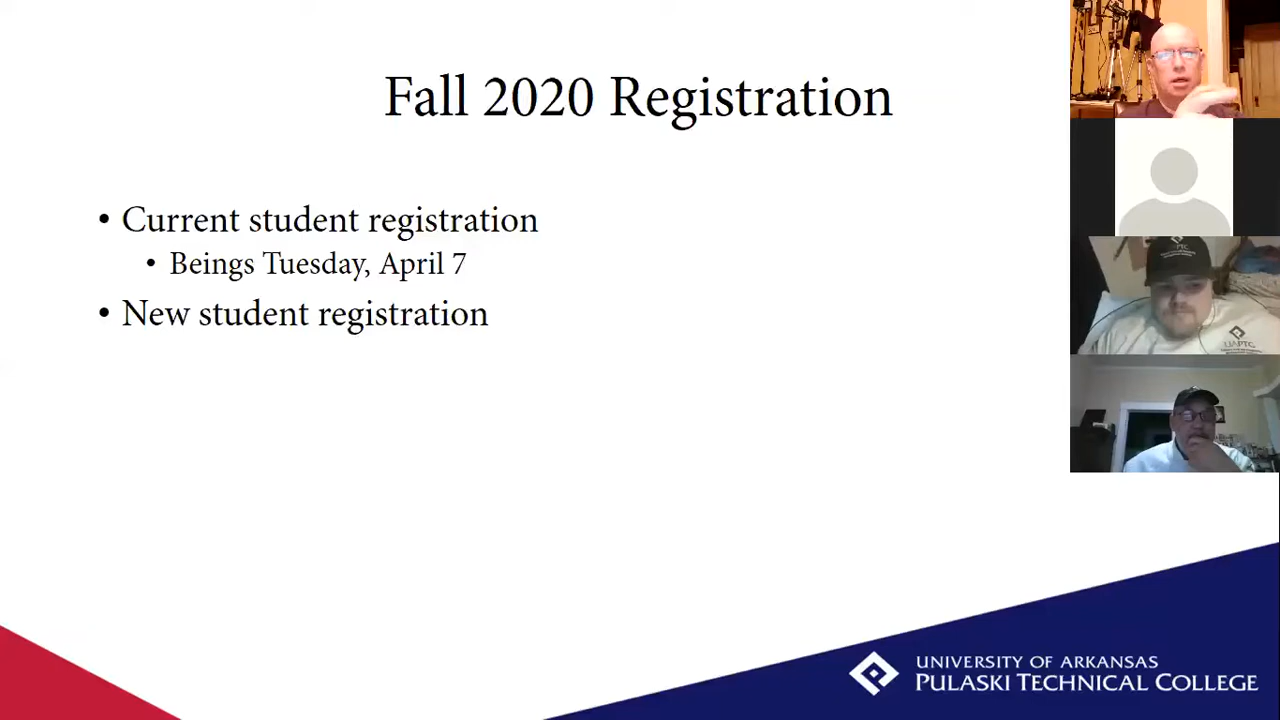 Fall 2020 Registration
• Current student registration
• Beings Tuesday, April 7
• New student registration
UAPTC
UNIVERSITY OF ARKANSAS
PULASKI TECHNICAL COLLEGE